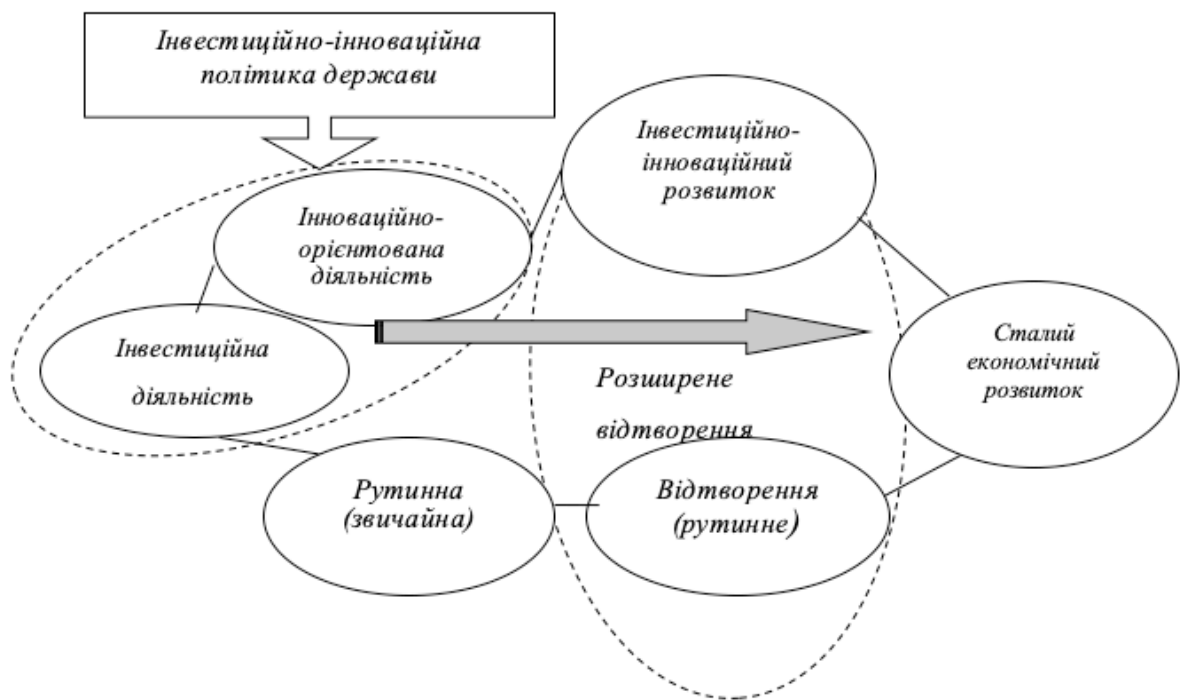 Інвестиційно-інноваційна
політика держави
Інвестиційно-
інноваційний
розвиток
Інноваційно-
орієнтована
діяльність
Інвестиційна
діяльність
Сталий
економічний
розвиток
Розширене
відтворення
Рутинна
(звичайна)
Відтворення
(рутинне)